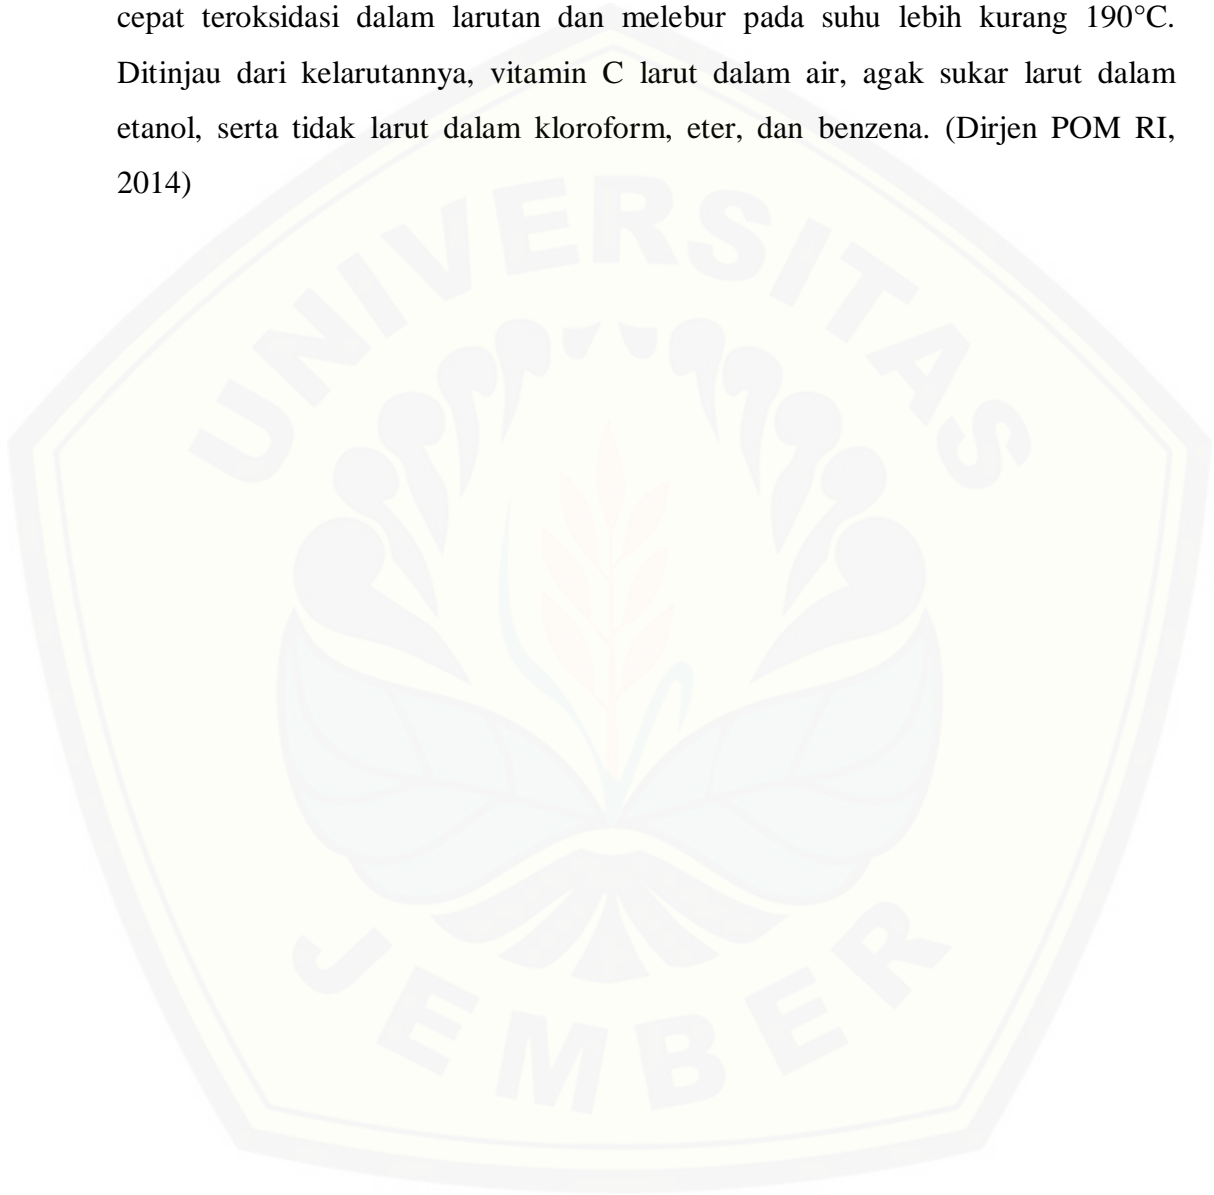 cepat teroksidasi dalam larutan dan melebur pada suhu lebih kurang 190°C.
Ditinjau dari kelarutannya, vitamin C larut dalam air, agak sukar larut dalam
etanol, serta tidak larut dalam kloroform, eter, dan benzena. (Dirjen POM RI,
2014)
UNIVERSITAS
JEMBER